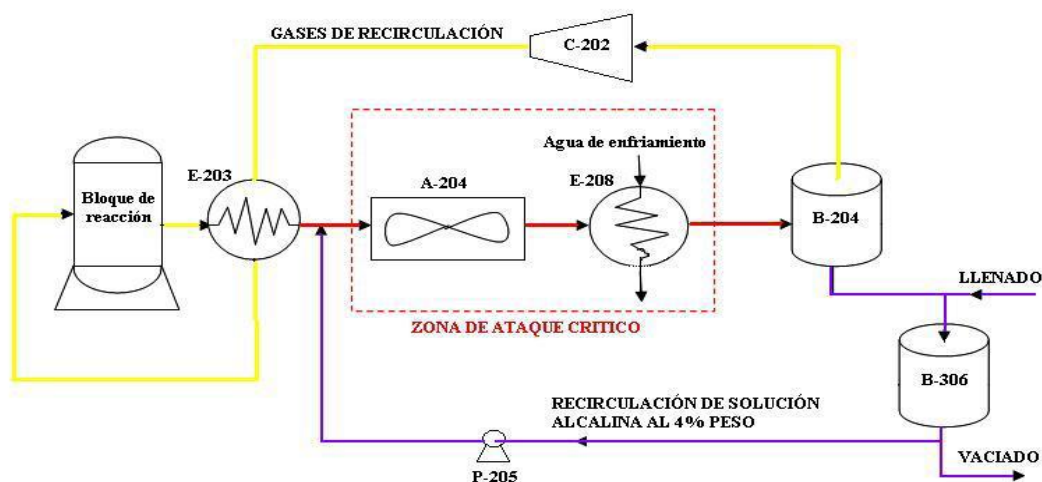 GASES DE RECIRCULACIÓN
C-202
Agua de enfriamiento
E-203
A-204
E-208
Bloque de
reacción
B-204
LLENADO
ZONA DE ATAQUE CRITICO
B-306
RECIRCULACIÓN DE SOLUCIÓN
ALCALINA AL 4% PESO
VACIADO
P-205